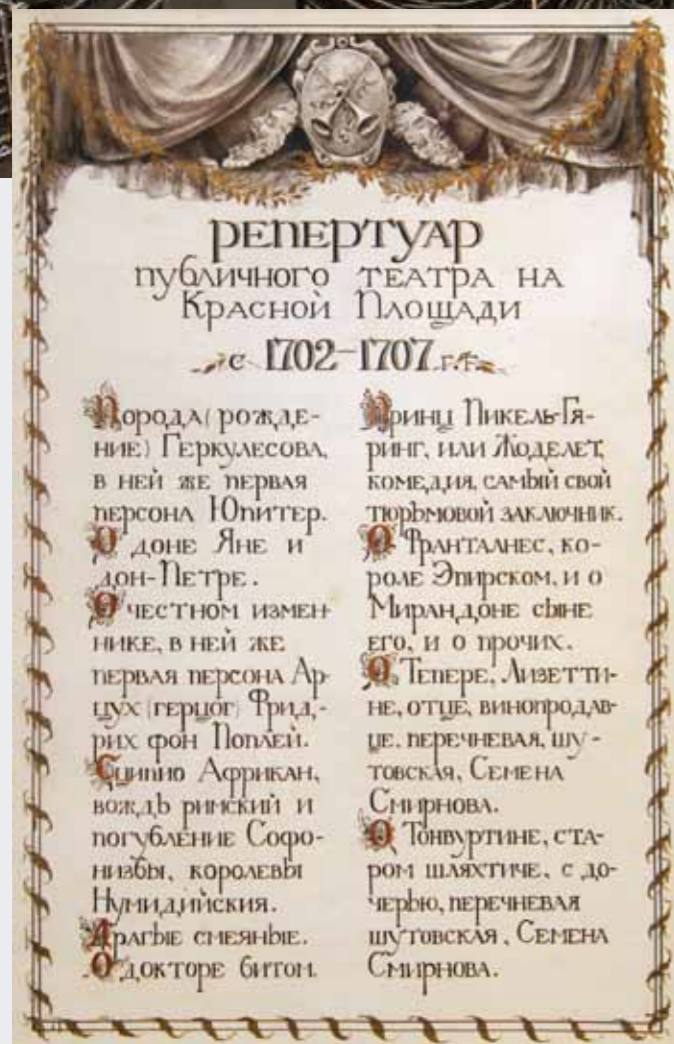 РЕПЕРТУАР
ПУБЛИЧНОГО ТЕАТРА НА
КРАСНОЙ ПЛОЩАДИ
с 1702-1707 г.г.
Порода (рожде-
ние) Геркулесова,
в ней же первая
персона Юпитер.
О доне Яне и
дон-Петре.
О честном измен-
нике, в ней же
первая персона Ар-
цух (герцог) Фрид,-
рих фон Поплей.
Сципио Африкан,
вождь римский и
погубление Софо-
низбы, королевы
Нумидийския.
Драгые смеяные.
О докторе битом.
Принц Пикель-Гя-
ринг, или Жоделет,
комедия, самый свой
тюрьмовой заключник.
О Франталпес, ко-
роле Эпирском, и о
Мирандоне сыне
его, и о прочих.
О Тепере, Лизетти-
не, отце, винопродав-
це, перечневая, шу-
товская, Семена
Смирнова.
О Тонвуртине, ста-
ром шляхтиче, с до-
черью, перечневая
шутовская, Семена
Смирнова.